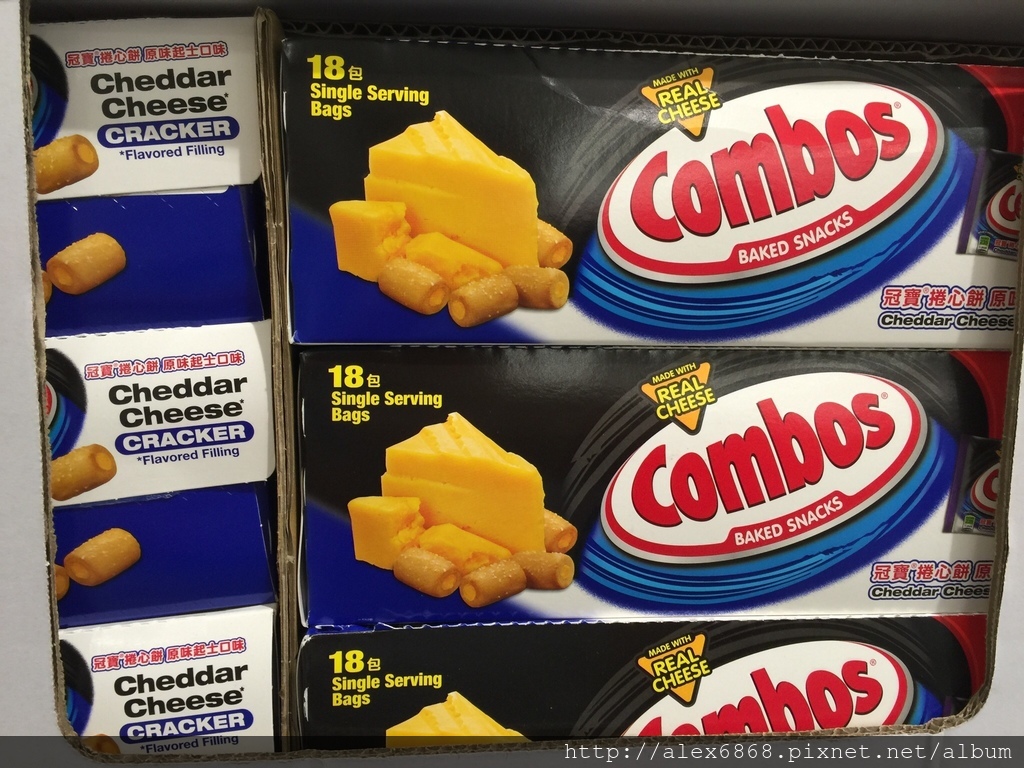 冠寶®捲心餅 原味起士口味
Cheddar
Cheese*
CRACKER
*Flavored Filling
18包
Single Serving
Bags
MADE WITH
REAL
CHEESE
Combos®
BAKED SNACKS
冠寶®捲心餅 原味
Cheddar Cheese
冠寶®捲心餅 原味起士口味
Cheddar
Cheese*
CRACKER
*Flavored Filling
18包
Single Serving
Bags
MADE WITH
REAL
CHEESE
Combos®
BAKED SNACKS
冠寶®捲心餅 原
Cheddar Chees
冠寶®捲心餅 原味起士口味
Cheddar
Cheese*
CRACKER
*Flavored Filling
18包
Single Serving
Bags
MADE WITH
REAL
CHEESE
Combos®
http://alex6868.pixnet.net/album